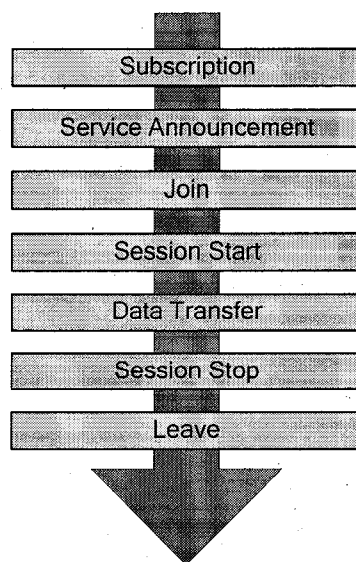 Subscription
Service Announcement
Join
Session Start
Data Transfer
Session Stop
Leave